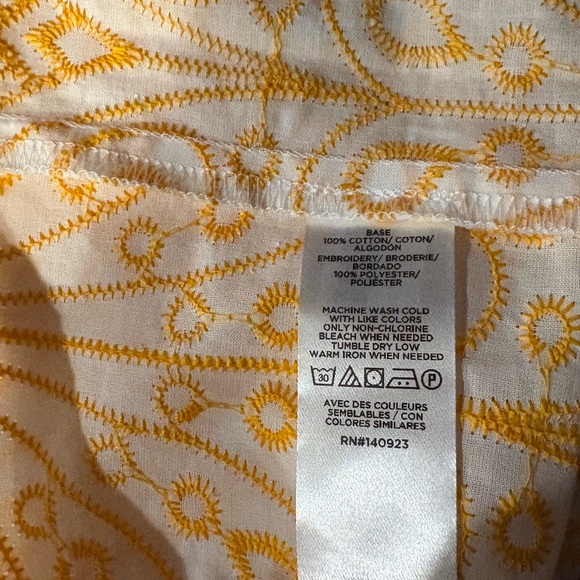 BASE
100% COTTON/ COTON/
ALGODÓN
EMBROIDERY/ BRODERIE/
BORDADO
100% POLYESTER/
POLIÉSTER
MACHINE WASH COLD
WITH LIKE COLORS
ONLY NON-CHLORINE
BLEACH WHEN NEEDED
TUMBLE DRY LOW
WARM IRON WHEN NEEDED
30 P
AVEC DES COULEURS
SEMBLABLES / CON
COLORES SIMILARES
RN#140923